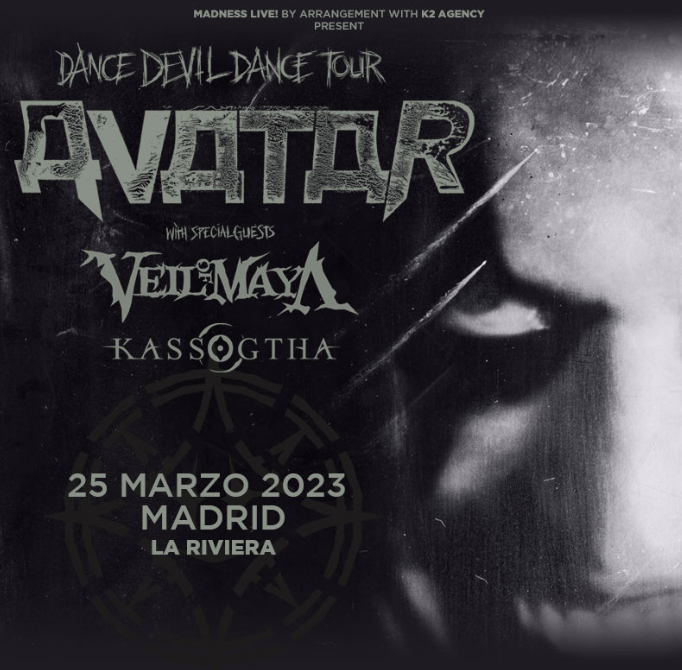 MADNESS LIVE! BY ARRANGEMENT WITH K2 AGENCY
PRESENT
DANCE DEVIL DANCE TOUR
AVATAR
WITH SPECIAL GUESTS
VEIL OF MAYA
KASSOGTHA
25 MARZO 2023
MADRID
LA RIVIERA